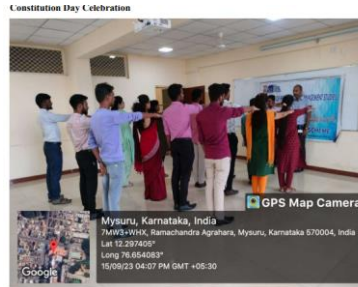 Constitution Day Celebration
GPS Map Camera
Mysuru, Karnataka, India
7MW3+WHX, Ramachandra Agrahara, Mysuru, Karnataka 570004, India
Lat 12.297405°
Long 76.654083°
15/09/23 04:07 PM GMT +05:30
Google